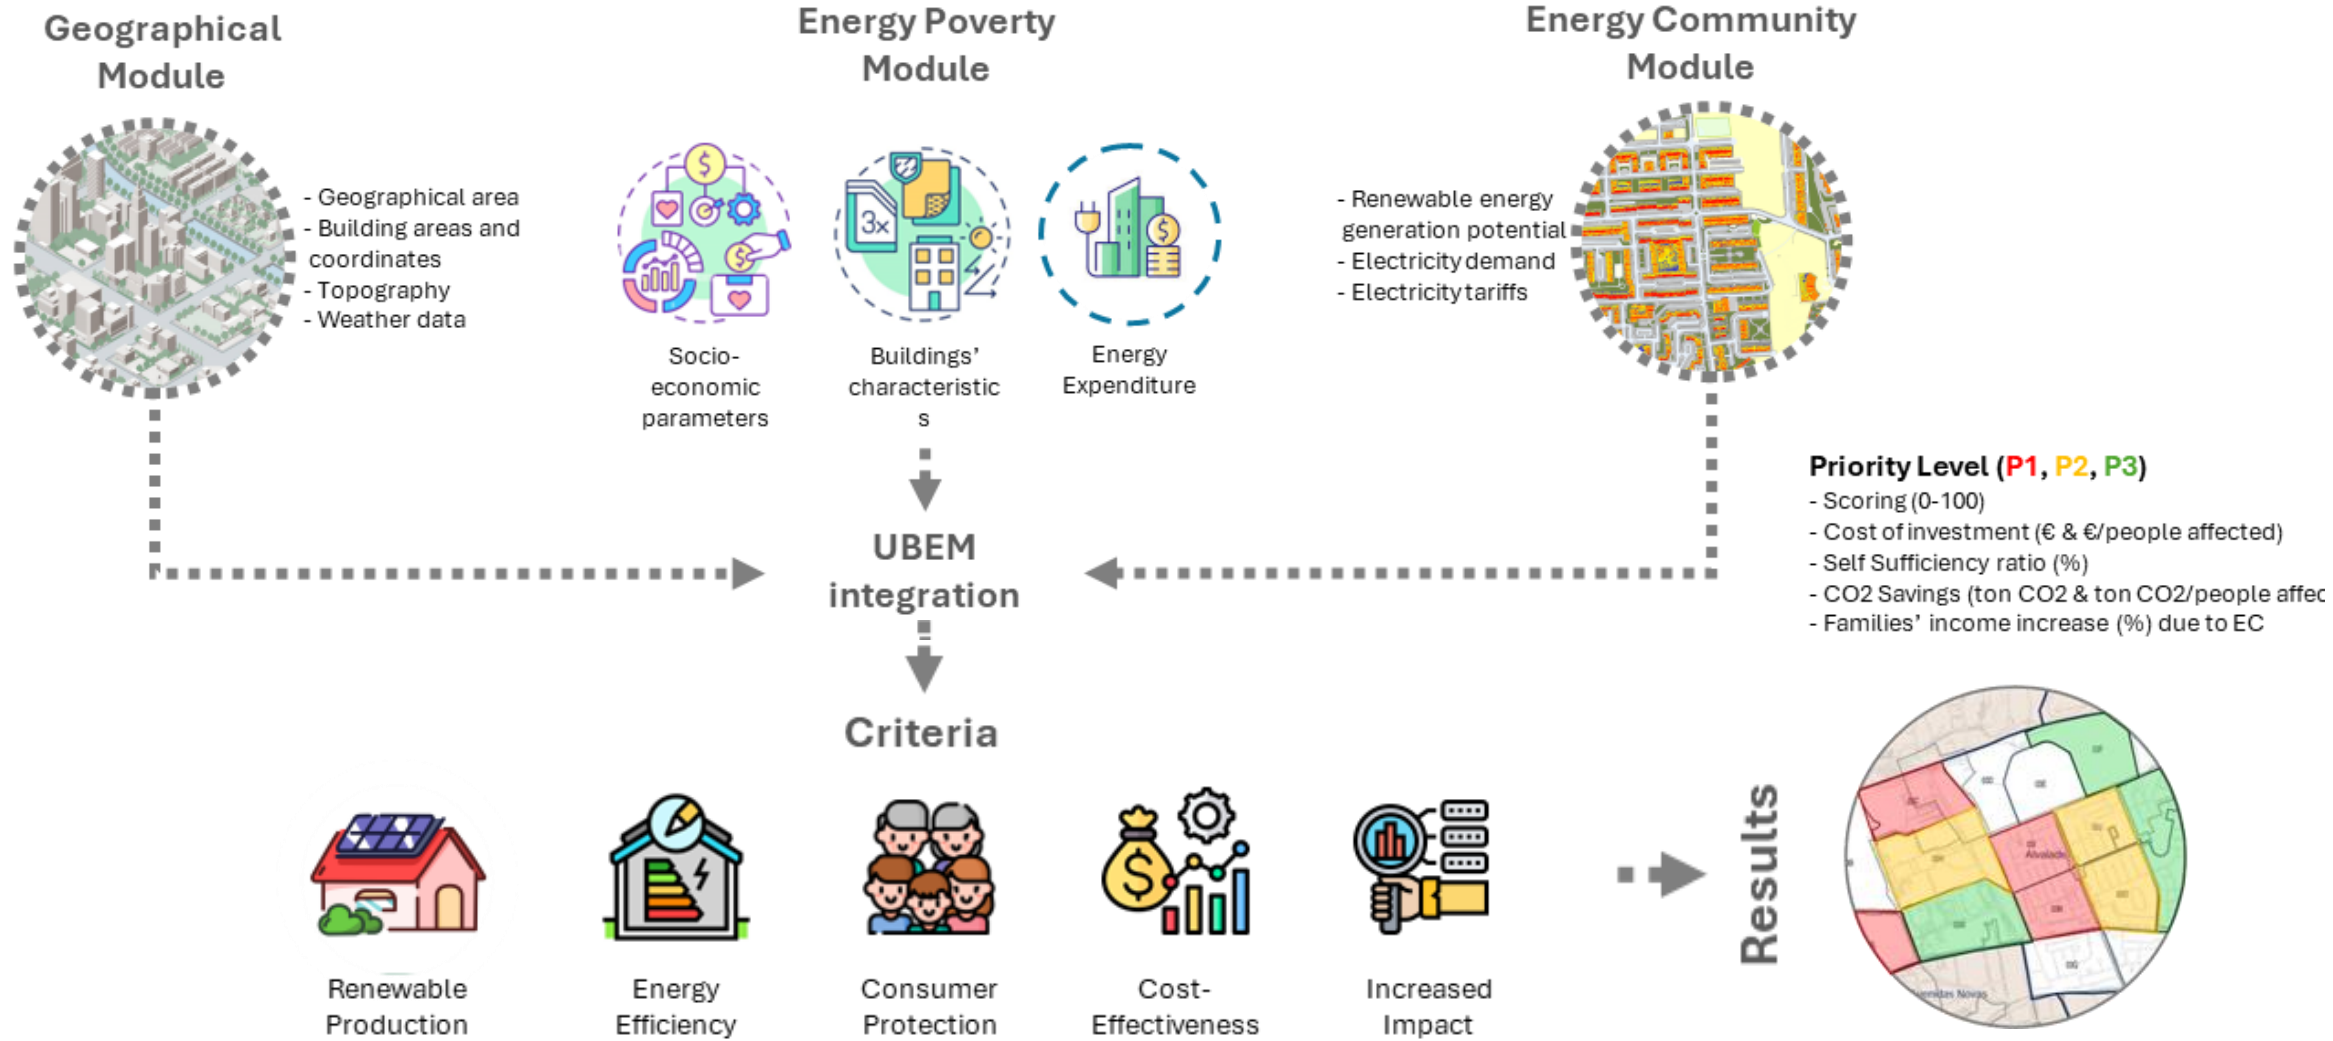 Geographical
Module
- Geographical area
- Building areas and
coordinates
- Topography
- Weather data
Energy Poverty
Module
3x
Socio-
economic
parameters
Buildings’
characteristic
s
Energy
Expenditure
Energy Community
Module
- Renewable energy
generation potential
- Electricity demand
- Electricity tariffs
UBEM
integration
Criteria
Renewable
Production
Energy
Efficiency
Consumer
Protection
Cost-
Effectiveness
Increased
Impact
Priority Level (P1, P2, P3)
- Scoring (0-100)
- Cost of investment (€ & €/people affected)
- Self Sufficiency ratio (%)
- CO2 Savings (ton CO2 & ton CO2/people affec
- Families’ income increase (%) due to EC
Results
Alvalade